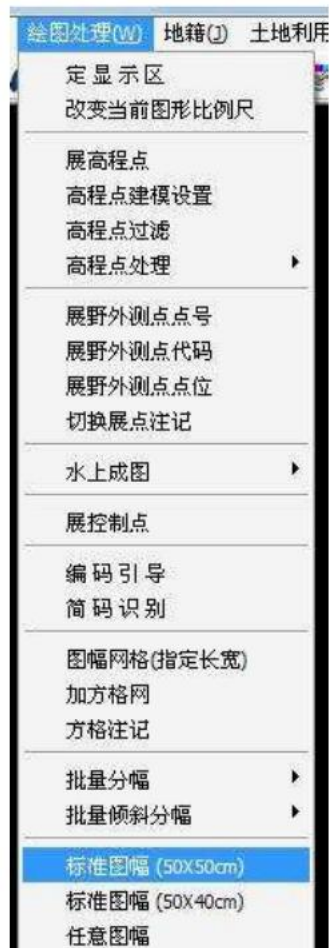 绘图处理(W) 地籍(J) 土地利用
定显示区
改变当前图形比例尺
展高程点
高程点建模设置
高程点过滤
高程点处理
展野外测点点号
展野外测点代码
展野外测点点位
切换展点注记
水上成图
展控制点
编码引导
简码识别
图幅网格(指定长宽)
加方格网
方格注记
批量分幅
批量倾斜分幅
标准图幅 (50X50cm)
标准图幅 (50X40cm)
任意图幅